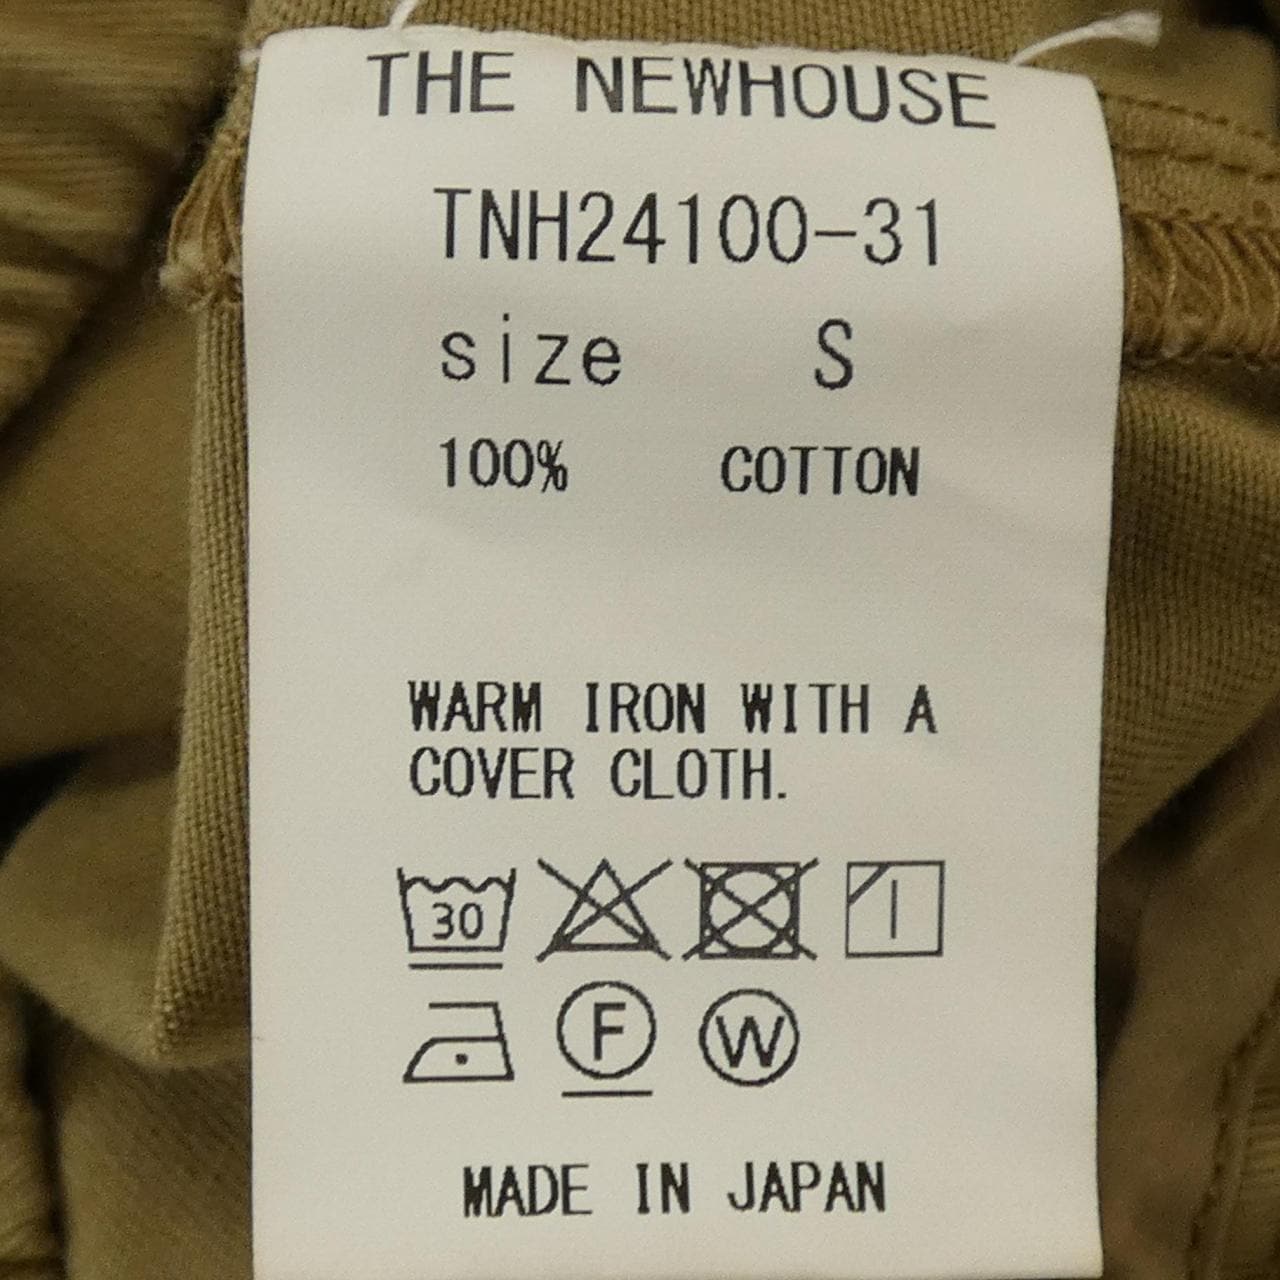 THE NEWHOUSE
TNH24100-31
size S
100% COTTON
WARM IRON WITH A
COVER CLOTH.
30
F W
MADE IN JAPAN